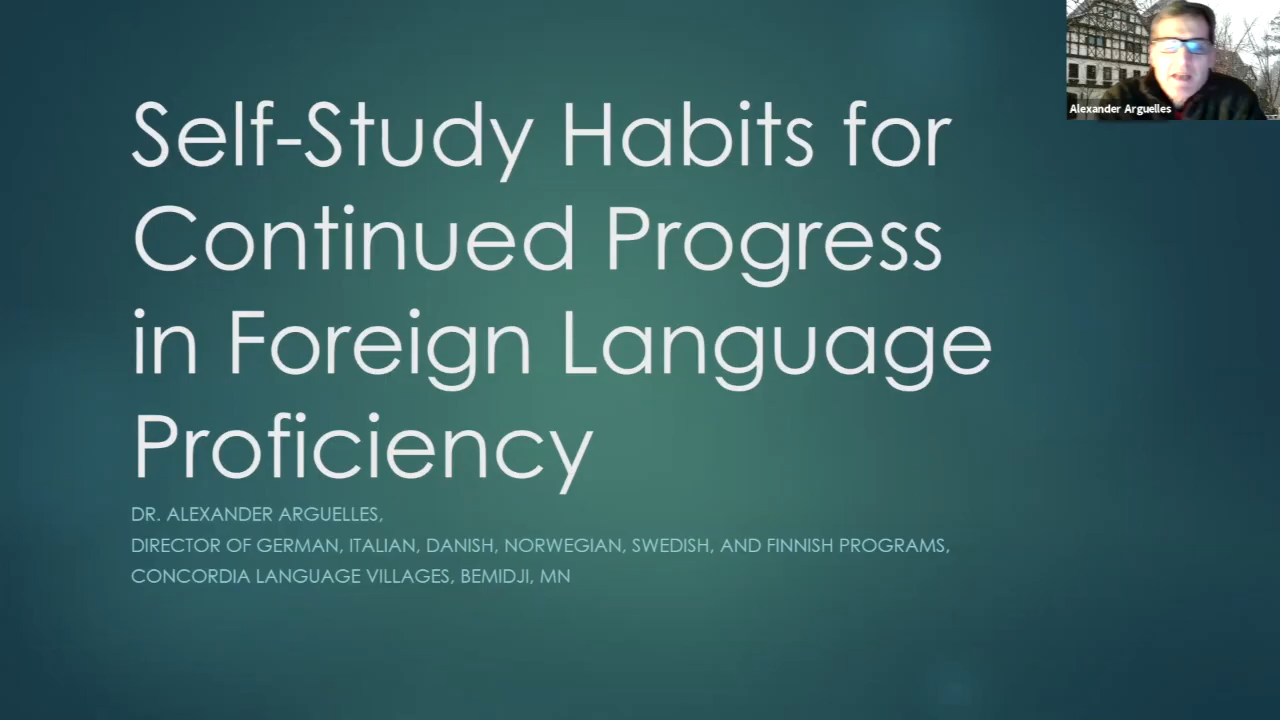 Self-Study Habits for
Continued Progress
in Foreign Language
Proficiency
DR. ALEXANDER ARGUELLES,
DIRECTOR OF GERMAN, ITALIAN, DANISH, NORWEGIAN, SWEDISH, AND FINNISH PROGRAMS,
CONCORDIA LANGUAGE VILLAGES, BEMIDJI, MN
Alexander Arguelles